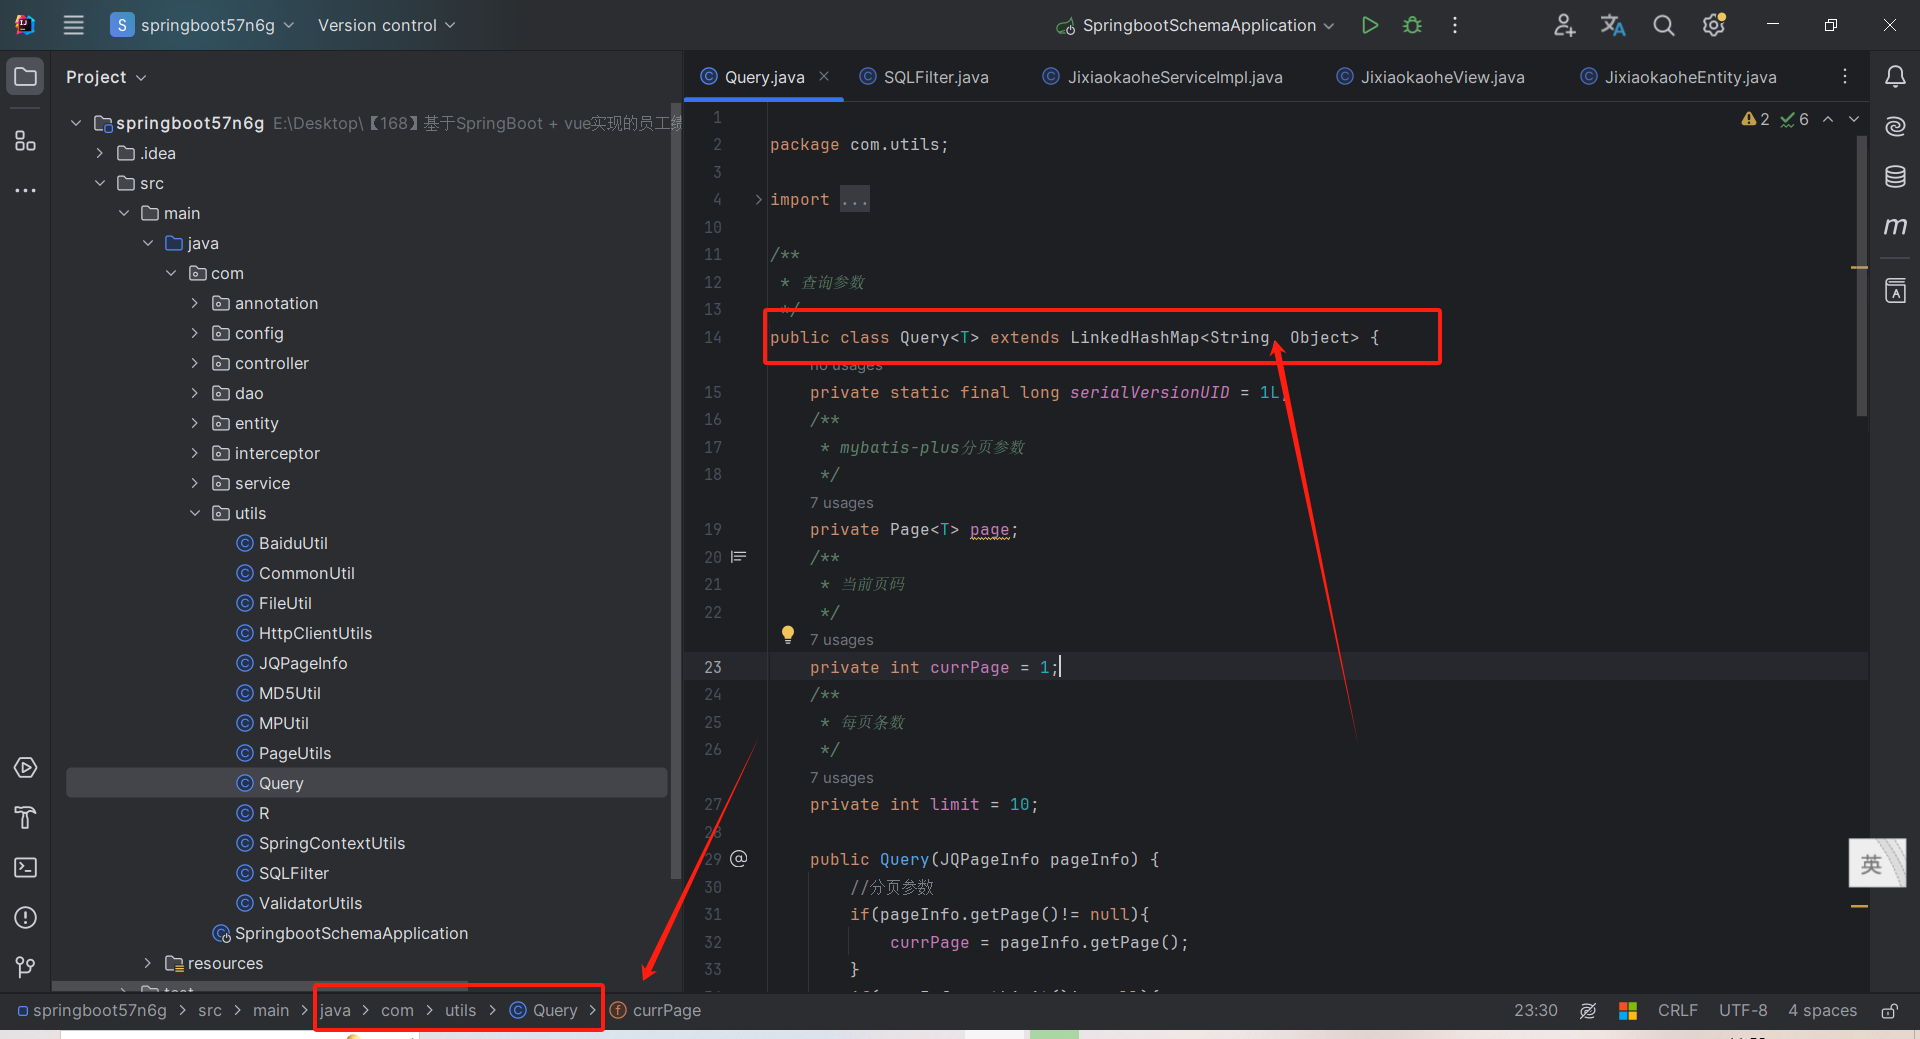 springboot57n6g
Version control
SpringbootSchemaApplication
Project
springboot57n6g E:\Desktop\【168】基于SpringBoot + vue实现的员工绩
.idea
src
main
java
com
annotation
config
controller
dao
entity
interceptor
service
utils
BaiduUtil
CommonUtil
FileUtil
HttpClientUtils
JQPageInfo
MD5Util
MPUtil
PageUtils
Query
R
SpringContextUtils
SQLFilter
ValidatorUtils
SpringbootSchemaApplication
resources
test
Query.java
SQLFilter.java
JixiaokaoheServiceImpl.java
JixiaokaoheView.java
JixiaokaoheEntity.java
2 6
1
2 package com.utils;
3
4 import ...
10
11 /**
12 * 查询参数
13 */
14 public class Query<T> extends LinkedHashMap<String, Object> {
no usages
15 private static final long serialVersionUID = 1L;
16 /**
17 * mybatis-plus分页参数
18 */
7 usages
19 private Page<T> page;
20 /**
21 * 当前页码
22 */
7 usages
23 private int currPage = 1;
24 /**
25 * 每页条数
26 */
7 usages
27 private int limit = 10;
28
29 public Query(JQPageInfo pageInfo) {
30 //分页参数
31 if(pageInfo.getPage()!= null){
32 currPage = pageInfo.getPage();
33 }
英
springboot57n6g > src > main > java > com > utils > Query > currPage
23:30 CRLF UTF-8 4 spaces